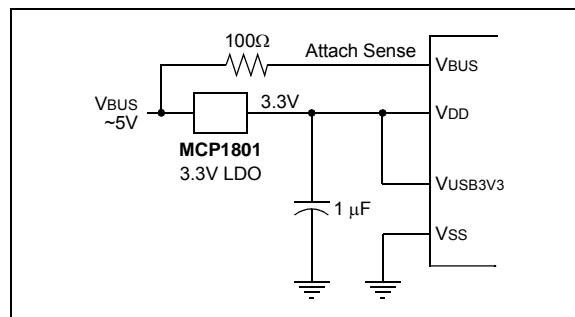 100Ω
Attach Sense
VBUS
VBUS
~5V
3.3V
VDD
MCP1801
3.3V LDO
VUSB3V3
1 μF
VSS